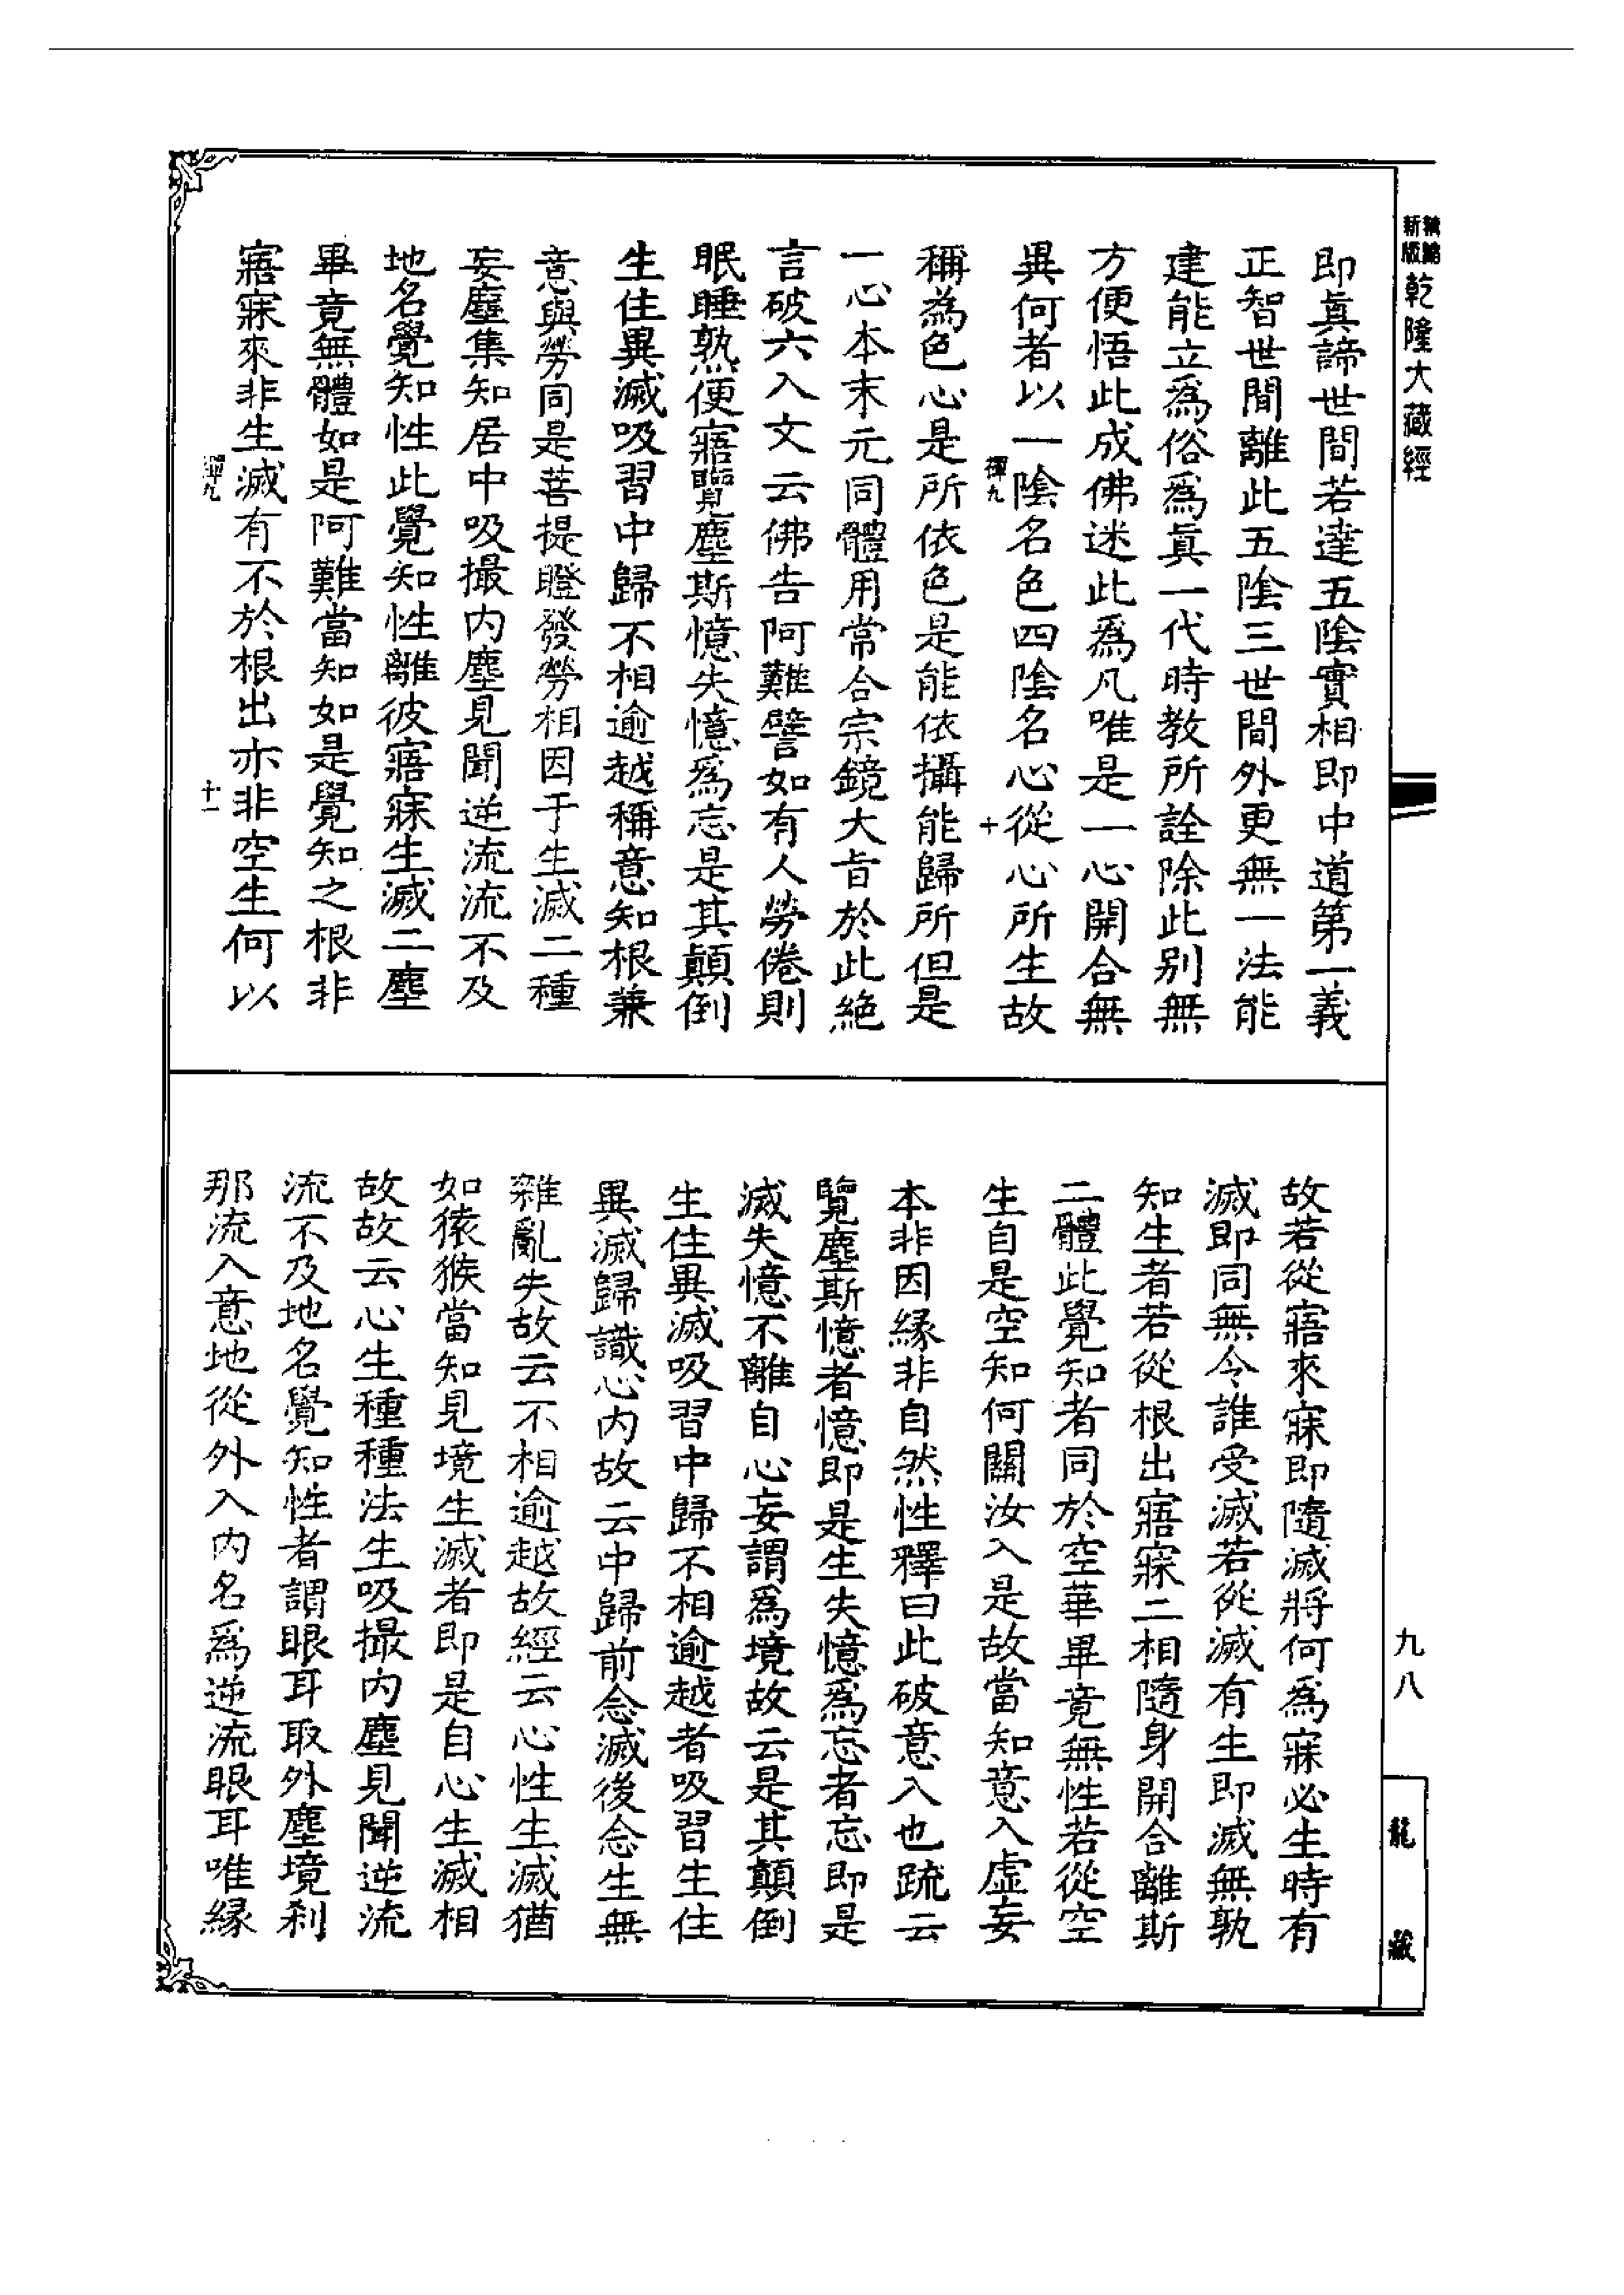 新版精縮乾隆大藏經
即眞諦世間若達五陰實相即中道第一義
正智世間離此五陰三世間外更無一法能
建能立爲俗爲眞一代時教所詮除此別無
方便悟此成佛迷此爲凡唯是一心開合無
異何者以一陰名色四陰名心從心所生故
禪九
十
稱為色心是所依色是能依攝能歸所但是
一心本末元同體用常合宗鏡大旨於此絶
言破六入文云佛告阿難譬如有人勞倦則
眠睡熟便寤覽塵斯憶失憶爲忘是其顛倒
生住異滅吸習中歸不相逾越稱意知根兼
意與勞同是菩提瞪發勞相因于生滅二種
妄塵集知居中吸撮内塵見聞逆流流不及
地名覺知性此覺知性離彼寤寐生滅二塵
畢竟無體如是阿難當知如是覺知之根非
寤寐來非生滅有不於根出亦非空生何以
禪九
十一
故若從寤來寐即隨滅將何爲寐必生時有
滅即同無令誰受滅若從滅有生即滅無孰
知生者若從根出寤寐二相隨身開合離斯
二體此覺知者同於空華畢竟無性若從空
生自是空知何關汝入是故當知意入虛妄
本非因緣非自然性釋曰此破意入也疏云
覽塵斯憶者憶即是生失憶爲忘者忘即是
滅失憶不離自心妄謂爲境故云是其顛倒
生住異滅吸習中歸不相逾越者吸習生住
異滅歸識心内故云中歸前念滅後念生無
雜亂失故云不相逾越故經云心性生滅猶
如猿猴當知見境生滅者即是自心生滅相
故故云心生種種法生吸撮内塵見聞逆流
流不及地名覺知性者謂眼耳取外塵境刹
那流入意地從外入内名爲逆流眼耳唯緣
九八
龍藏